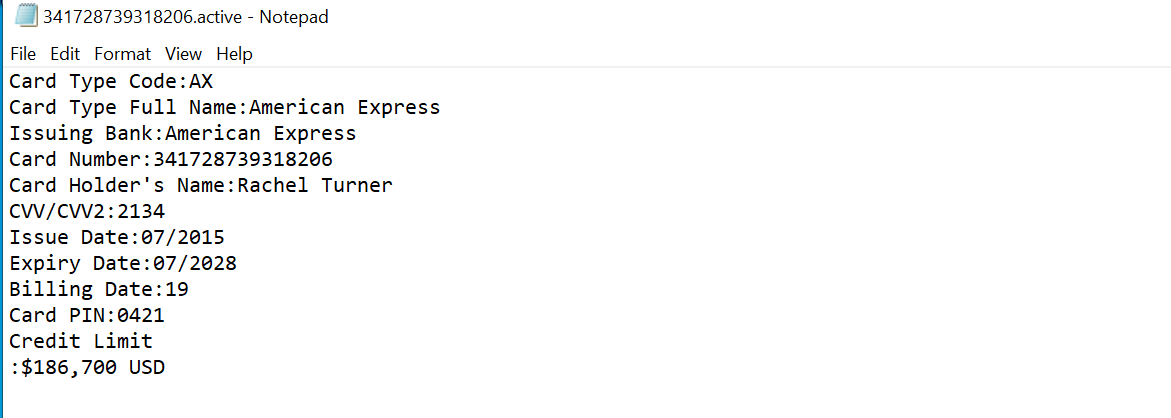 341728739318206.active - Notepad
File Edit Format View Help
Card Type Code:AX
Card Type Full Name:American Express
Issuing Bank:American Express
Card Number:341728739318206
Card Holder's Name:Rachel Turner
CVV/CVV2:2134
Issue Date:07/2015
Expiry Date:07/2028
Billing Date:19
Card PIN:0421
Credit Limit
:$186,700 USD